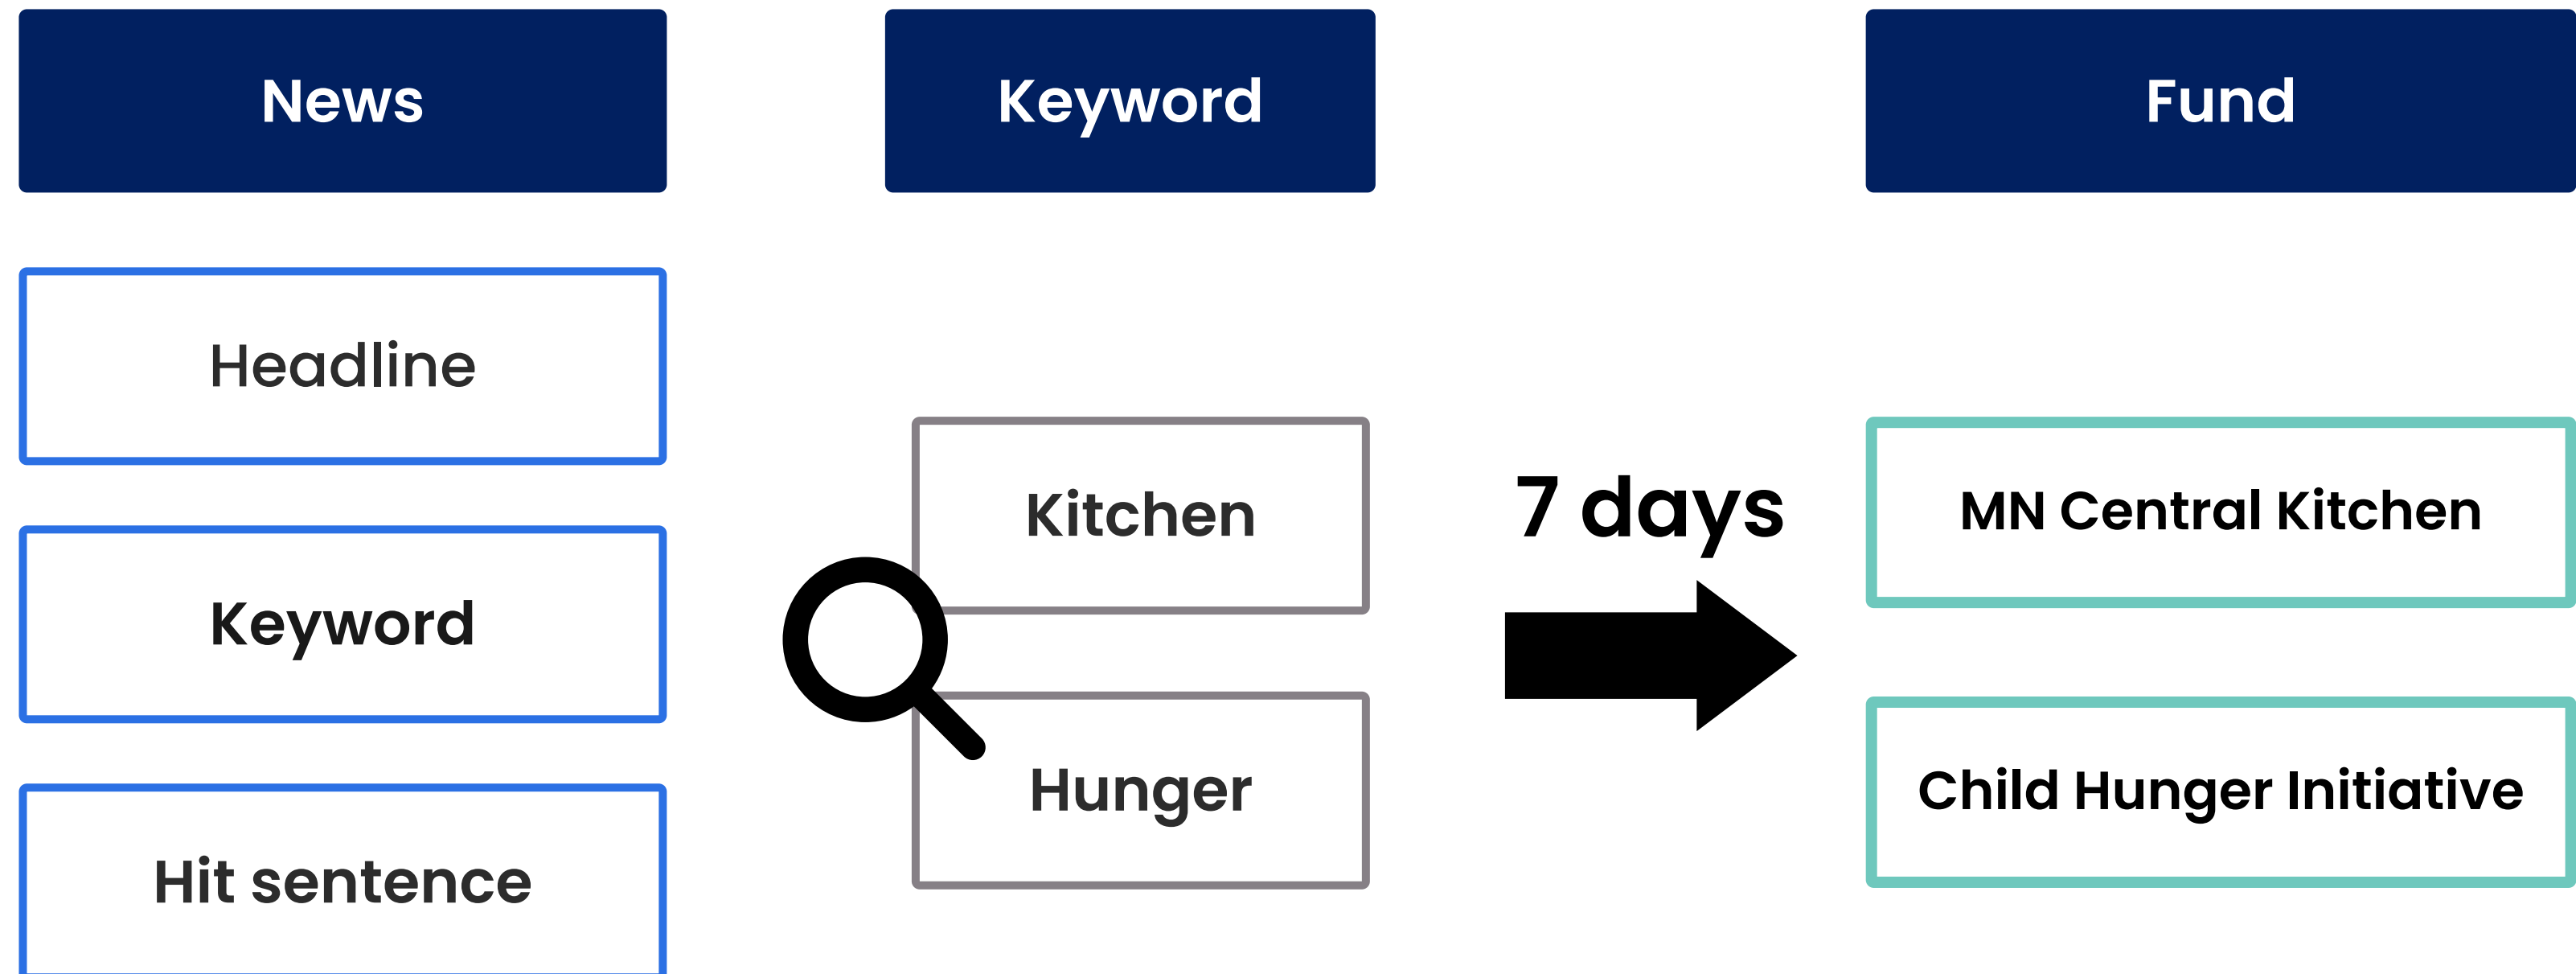 News
Keyword
Fund
Headline
Keyword
Hit sentence
Kitchen
Hunger
7 days
MN Central Kitchen
Child Hunger Initiative